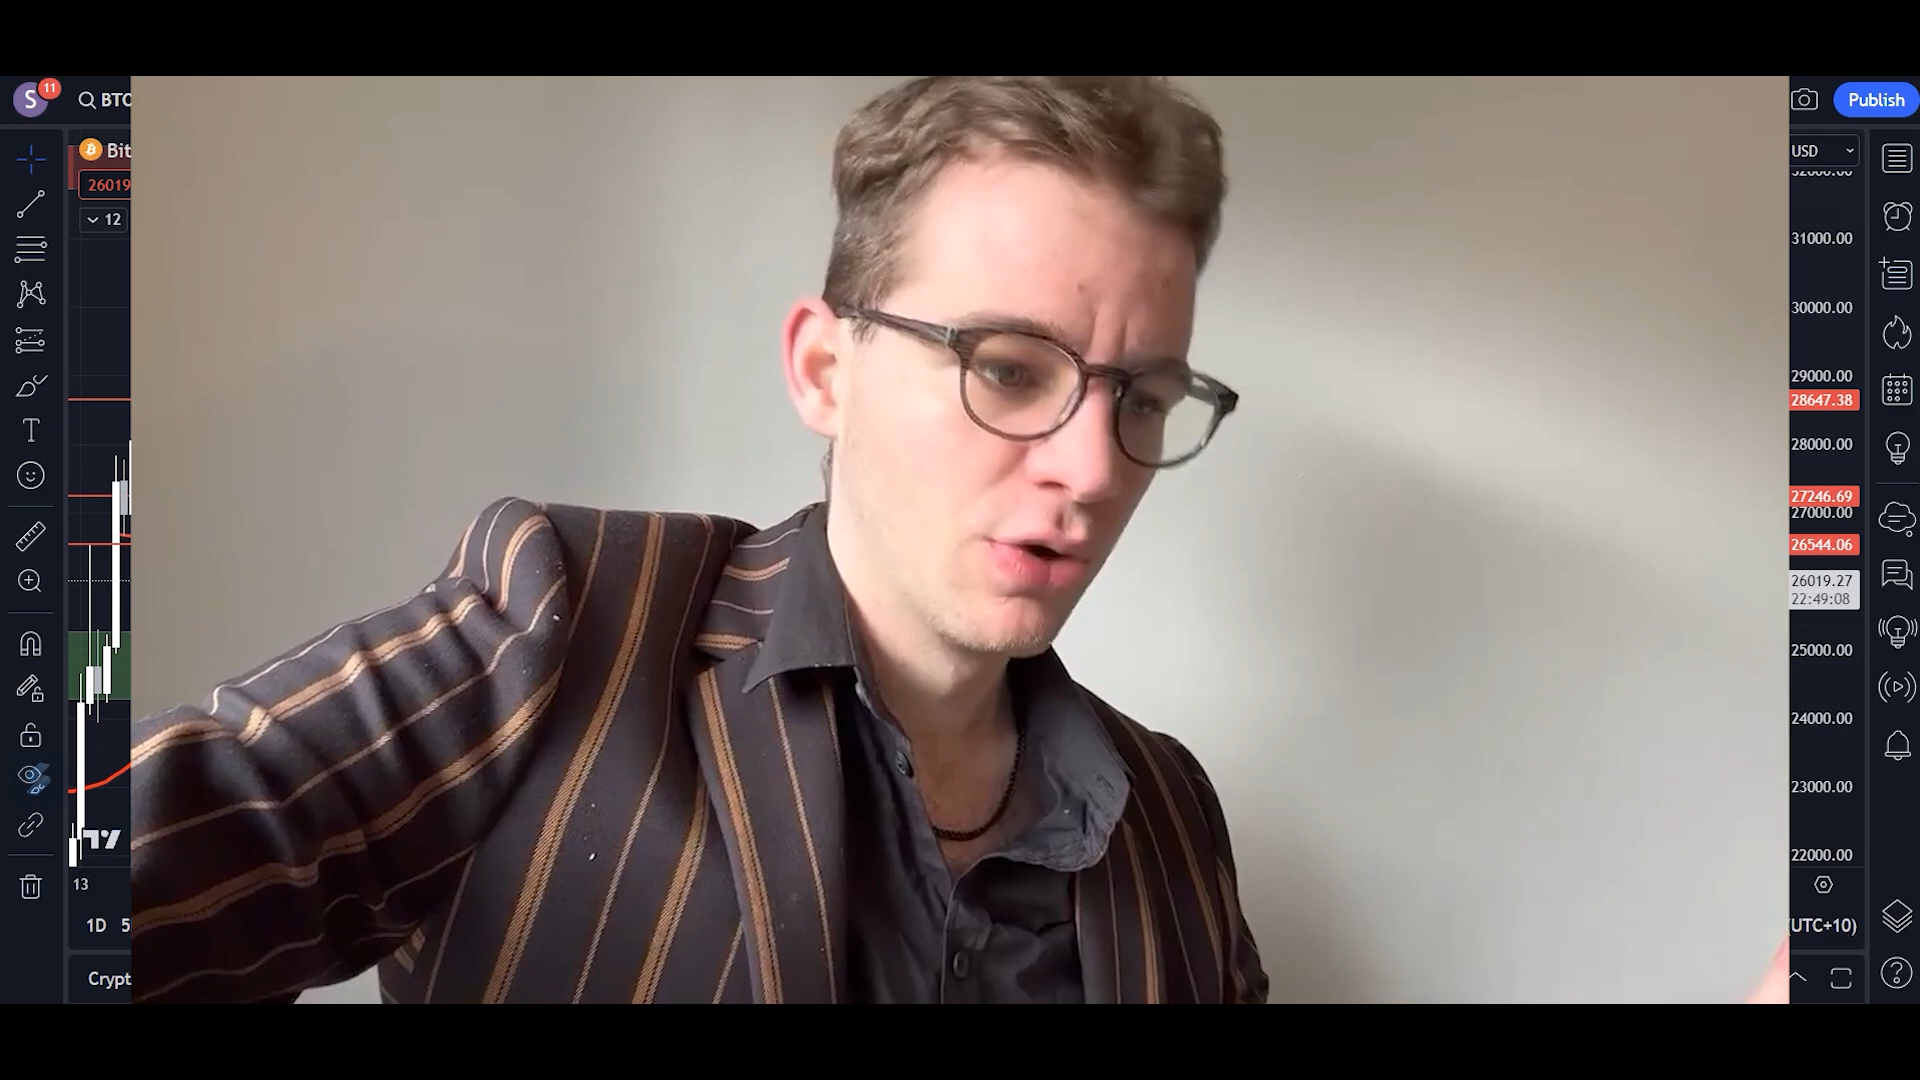 S
11
BTC
Publish
Bit
USD
26019
12
32000.00
31000.00
30000.00
29000.00
28647.38
28000.00
27246.69
27000.00
26544.06
26019.27
22:49:08
25000.00
24000.00
23000.00
22000.00
13
1D 5
(UTC+10)
Crypt